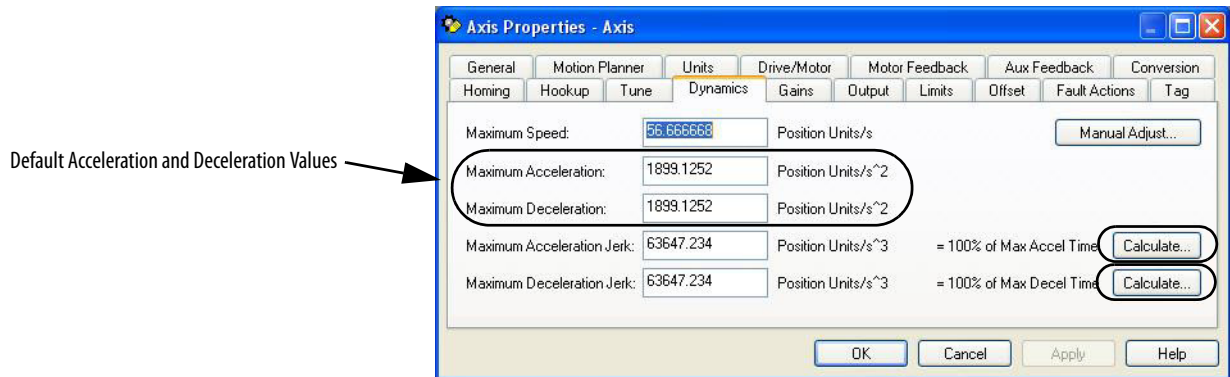 Axis Properties - Axis
General Motion Planner Units Drive/Motor Motor Feedback Aux Feedback Conversion
Homing Hookup Tune Dynamics Gains Output Limits Offset Fault Actions Tag
Maximum Speed: 56.666668 Position Units/s Manual Adjust...
Default Acceleration and Deceleration Values
Maximum Acceleration: 1899.1252 Position Units/s^2
Maximum Deceleration: 1899.1252 Position Units/s^2
Maximum Acceleration Jerk: 63647.234 Position Units/s^3 = 100% of Max Accel Time Calculate...
Maximum Deceleration Jerk: 63647.234 Position Units/s^3 = 100% of Max Decel Time Calculate...
OK Cancel Apply Help